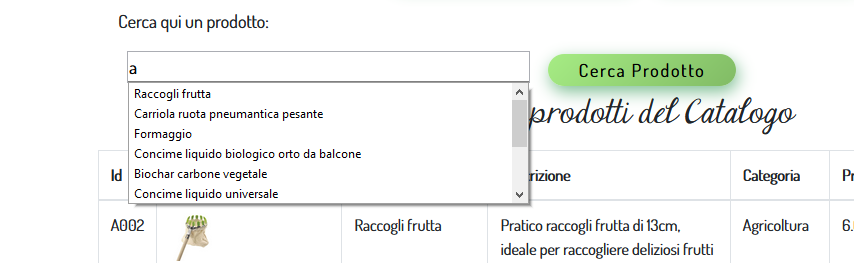 Cerca qui un prodotto:
a
Cerca Prodotto
Raccogli frutta
Carriola ruota pneumantica pesante
Formaggio
Concime liquido biologico orto da balcone
Biochar carbone vegetale
Concime liquido universale
prodotti del Catalogo
Id
Categoria
A002
Raccogli frutta
Pratico raccogli frutta di 13cm,
ideale per raccogliere deliziosi frutti
Agricoltura